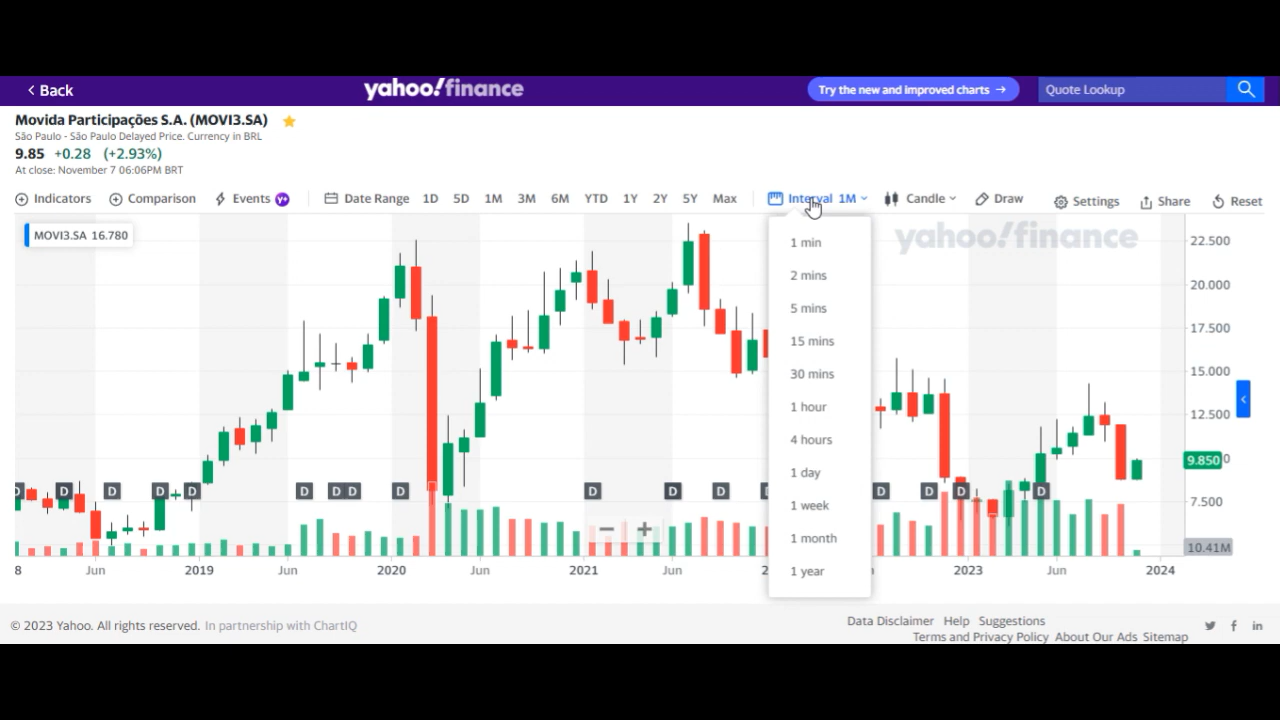 Back
yahoo!finance
Try the new and improved charts →
Quote Lookup
Movida Participações S.A. (MOVI3.SA)
São Paulo - São Paulo Delayed Price. Currency in BRL
9.85 +0.28 (+2.93%)
At close: November 7 06:06PM BRT
Indicators Comparison Events Y+ Date Range 1D 5D 1M 3M 6M YTD 1Y 2Y 5Y Max Interval 1M Candle Draw Settings Share Reset
MOVI3.SA 16.780
yahoo!finance
1 min
2 mins
5 mins
15 mins
30 mins
1 hour
4 hours
1 day
1 week
1 month
1 year
22.500
20.000
17.500
15.000
12.500
9.850
7.500
10.41M
D D D D D D D D D D D D D D D D
8 Jun 2019 Jun 2020 Jun 2021 Jun 2023 Jun 2024
© 2023 Yahoo. All rights reserved. In partnership with ChartIQ
Data Disclaimer Help Suggestions
Terms and Privacy Policy About Our Ads Sitemap